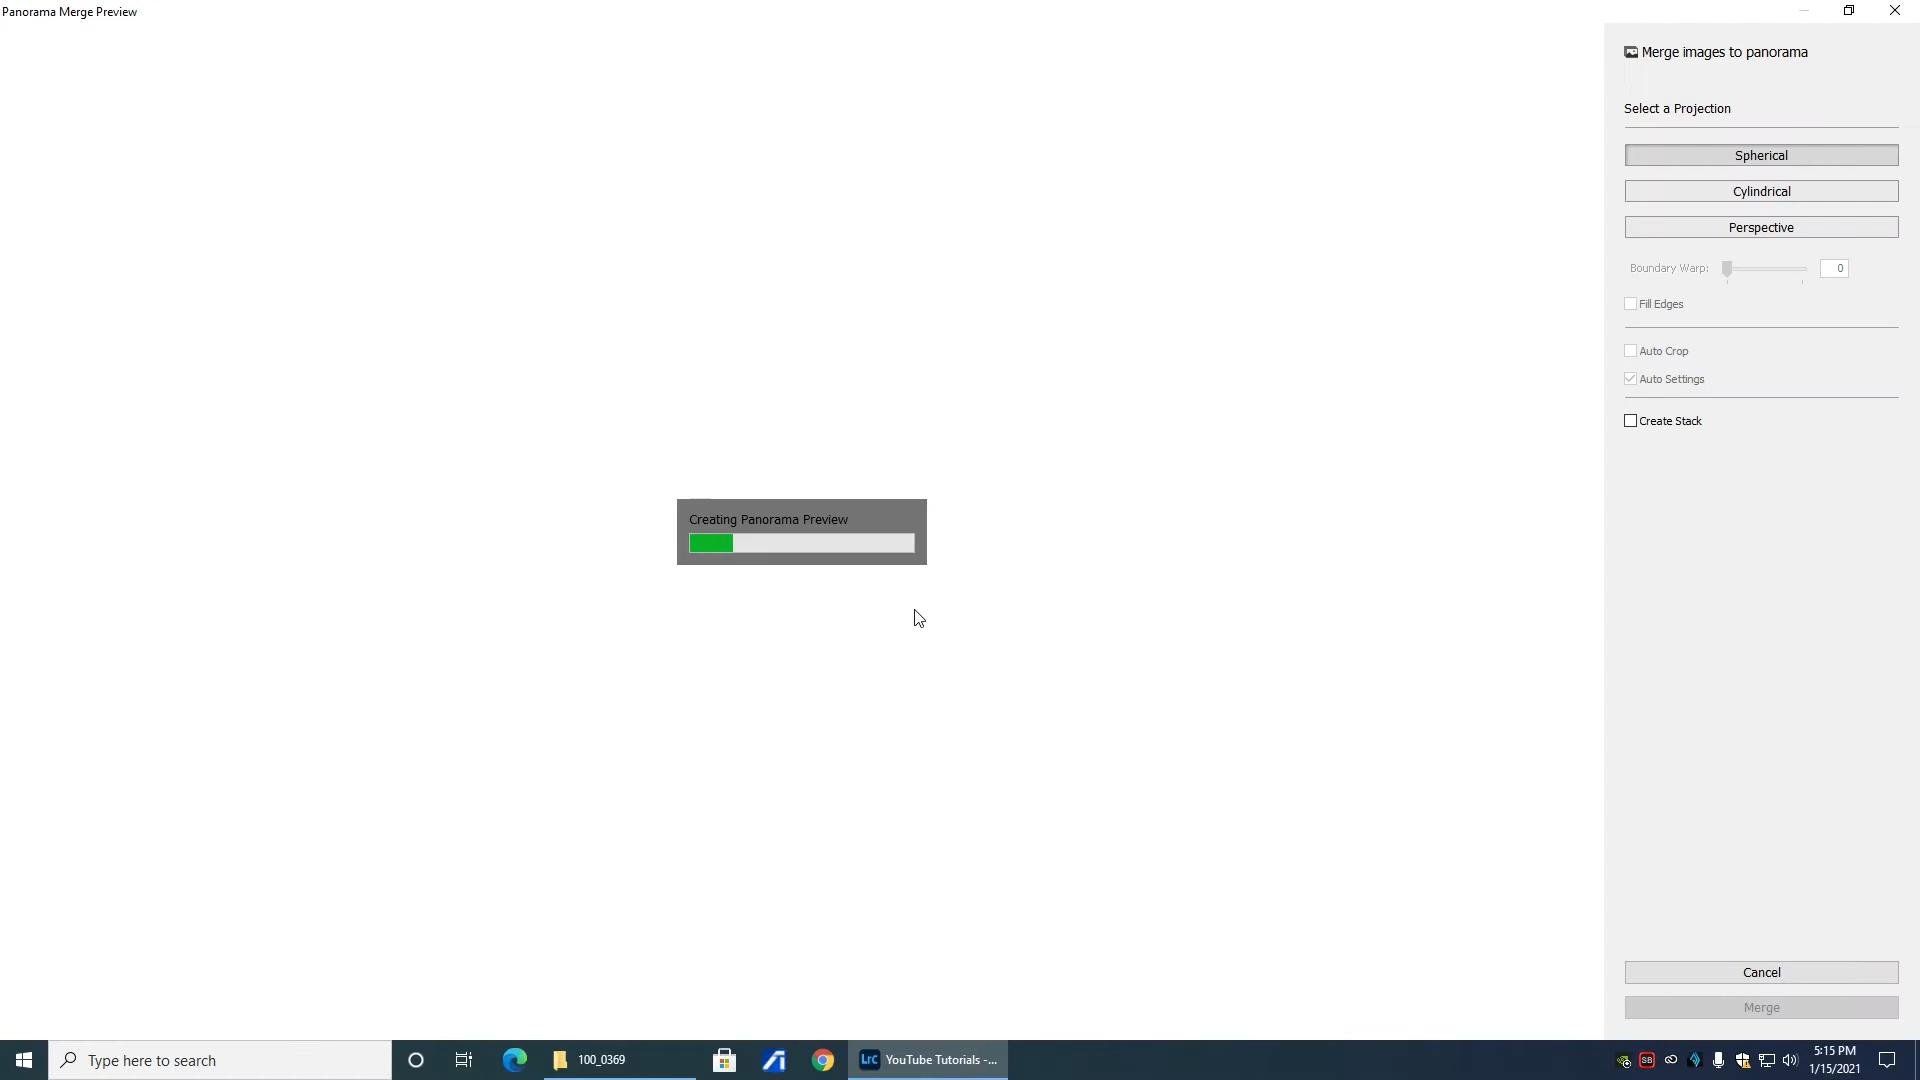 Panorama Merge Preview
Merge images to panorama
Select a Projection
Spherical
Cylindrical
Perspective
Boundary Warp: 0
Fill Edges
Auto Crop
Auto Settings
Create Stack
Creating Panorama Preview
Cancel
Merge
Type here to search
100_0369
Lrc YouTube Tutorials -...
SB
5:15 PM
1/15/2021